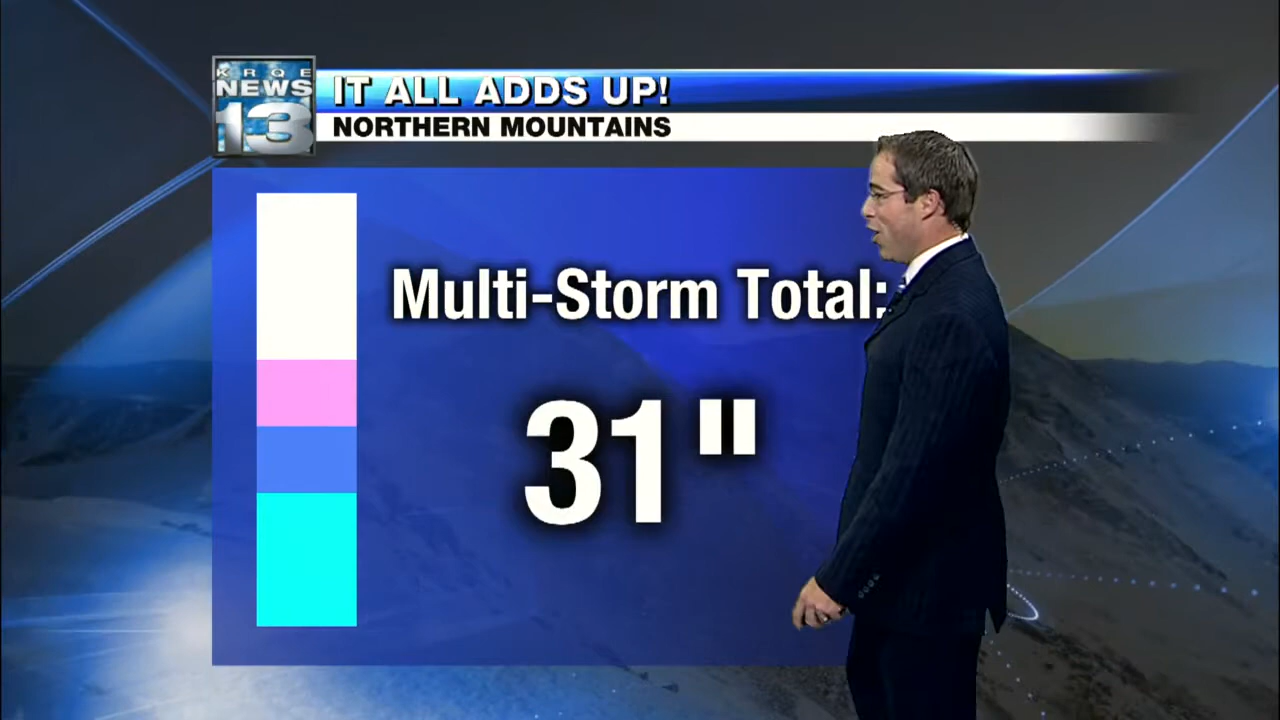 KRQE
NEWS
13
IT ALL ADDS UP!
NORTHERN MOUNTAINS
Multi-Storm Total:
31"